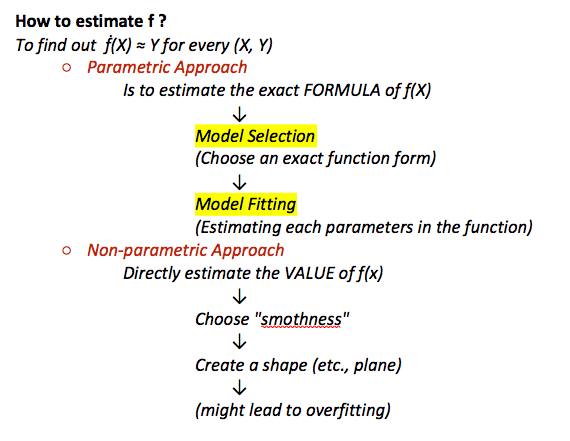 How to estimate f ?
To find out ḟ(X) ≈ Y for every (X, Y)
○ Parametric Approach
Is to estimate the exact FORMULA of f(X)
↓
Model Selection
(Choose an exact function form)
↓
Model Fitting
(Estimating each parameters in the function)
○ Non-parametric Approach
Directly estimate the VALUE of f(x)
↓
Choose "smothness"
↓
Create a shape (etc., plane)
↓
(might lead to overfitting)